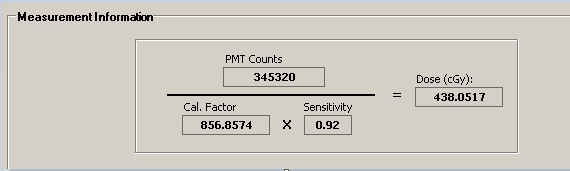 Measurement Information
PMT Counts
345320
Cal. Factor
856.8574
X
Sensitivity
0.92
=
Dose (cGy):
438.0517